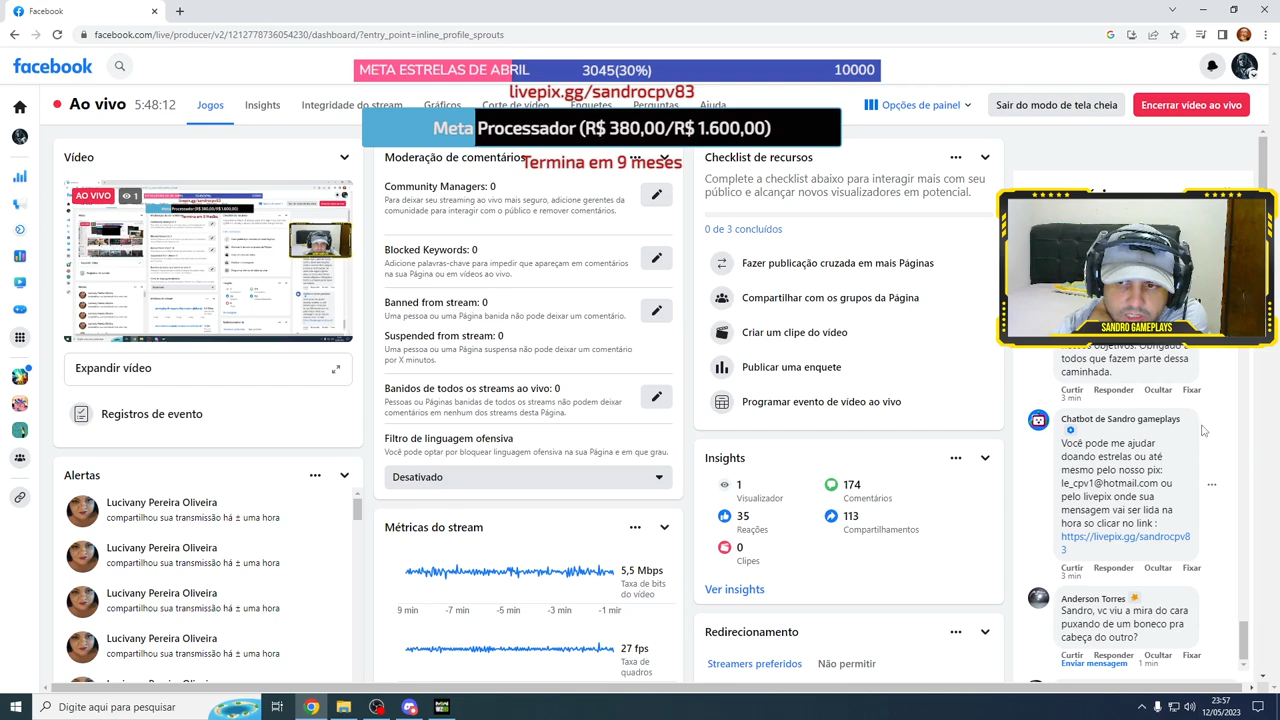 Facebook
facebook.com/live/producer/v2/1212778736054230/dashboard/?entry_point=inline_profile_sprouts
facebook
META ESTRELAS DE ABRIL
3045(30%)
10000
livepix.gg/sandrocpv83
Ao vivo
5:48:12
Jogos
Insights
Integridade do stream
Gráficos
Corte de vídeo
Enquetes
Perguntas
Ajuda
Opções de painel
Sair do modo de tela cheia
Encerrar vídeo ao vivo
Meta Processador (R$ 380,00/R$ 1.600,00)
Termina em 9 meses
Vídeo
AO VIVO
1
Expandir vídeo
Registros de evento
Alertas
Lucivany Pereira Oliveira
compartilhou sua transmissão há ± uma hora
Lucivany Pereira Oliveira
compartilhou sua transmissão há ± uma hora
Lucivany Pereira Oliveira
compartilhou sua transmissão há ± uma hora
Lucivany Pereira Oliveira
compartilhou sua transmissão há ± uma hora
Moderação de comentários
Community Managers: 0
Para deixar seu streaming ao vivo mais seguro, adicione gerentes da
comunidade para interagir com o público e remover comentários.
Blocked Keywords: 0
Adicione palavras-chave para impedir que apareçam em comentários
na sua Página ou em vídeos ao vivo.
Banned from stream: 0
Uma pessoa ou uma Página banida não pode deixar um comentário.
Suspended from stream: 0
Uma pessoa ou uma Página suspensa não pode deixar um comentário
por X minutos.
Banidos de todos os streams ao vivo: 0
Pessoas ou Páginas banidas de todos os streams não podem deixar
comentários em nenhum dos streams desta Página.
Filtro de linguagem ofensiva
Você pode optar por bloquear linguagem ofensiva na sua Página e em que grau.
Desativado
Métricas do stream
5,5 Mbps
Taxa de bits
do vídeo
9 min
-7 min
-5 min
-3 min
-1 min
27 fps
Taxa de
quadros
Checklist de recursos
Complete a checklist abaixo para interagir mais com seu
público e alcançar novos visualizadores em potencial.
0 de 3 concluídos
Fazer publicação cruzada em mais Páginas
Compartilhar com os grupos da Página
Criar um clipe do vídeo
Publicar uma enquete
Programar evento de vídeo ao vivo
Insights
1
Visualizador
174
Comentários
35
Reações
113
Compartilhamentos
0
Clipes
Ver insights
Redirecionamento
Streamers preferidos
Não permitir
SANDRO GAMEPLAYS
nossos objetivos. Obrigado a
todos que fazem parte dessa
caminhada.
Curtir Responder Ocultar Fixar
3 min
Chatbot de Sandro gameplays
Você pode me ajudar
doando estrelas ou até
mesmo pelo nosso pix:
le_cpv1@hotmail.com ou
pelo livepix onde sua
mensagem vai ser lida na
hora so clicar no link :
https://livepix.gg/sandrocpv8
3
Curtir Responder Ocultar Fixar
3 min
Anderson Torres
Sandro, vc viu a mira do cara
puxando de um boneco pra
cabeça do outro?
Curtir Responder Ocultar Fixar
Enviar mensagem 1 min
Digite aqui para pesquisar
23:57
12/05/2023